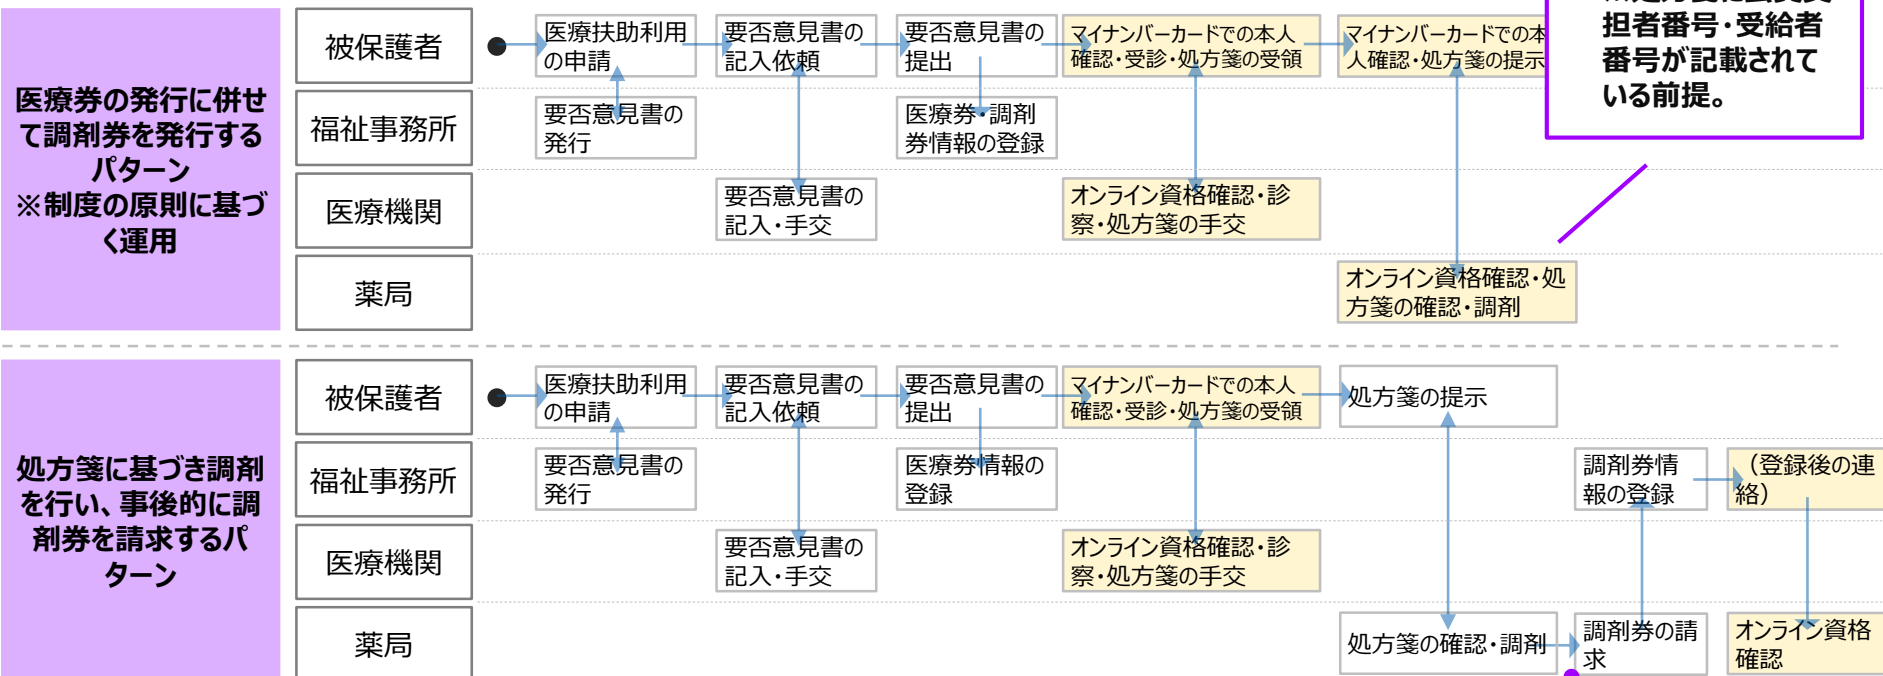 担者番号・受給者
番号が記載されて
いる前提。
医療券の発行に併せ
て調剤券を発行する
パターン
※制度の原則に基づ
く運用
被保護者
医療扶助利用
の申請
要否意見書の
記入依頼
要否意見書の
提出
マイナンバーカードでの本人
確認・受診・処方箋の受領
マイナンバーカードでの本
人確認・処方箋の提示
福祉事務所
要否意見書の
発行
医療券・調剤
券情報の登録
医療機関
要否意見書の
記入・手交
オンライン資格確認・診
察・処方箋の手交
薬局
オンライン資格確認・処
方箋の確認・調剤
処方箋に基づき調剤
を行い、事後的に調
剤券を請求するパ
ターン
被保護者
医療扶助利用
の申請
要否意見書の
記入依頼
要否意見書の
提出
マイナンバーカードでの本人
確認・受診・処方箋の受領
処方箋の提示
福祉事務所
要否意見書の
発行
医療券情報の
登録
調剤券情
報の登録
（登録後の連
絡）
医療機関
要否意見書の
記入・手交
オンライン資格確認・診
察・処方箋の手交
薬局
処方箋の確認・調剤
調剤券の請
求
オンライン資格
確認